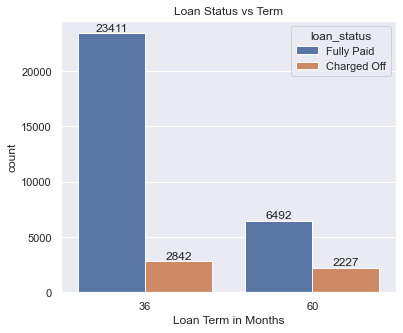 Loan Status vs Term
loan_status
Fully Paid
Charged Off
count
20000
15000
10000
5000
0
23411
2842
6492
2227
36
60
Loan Term in Months